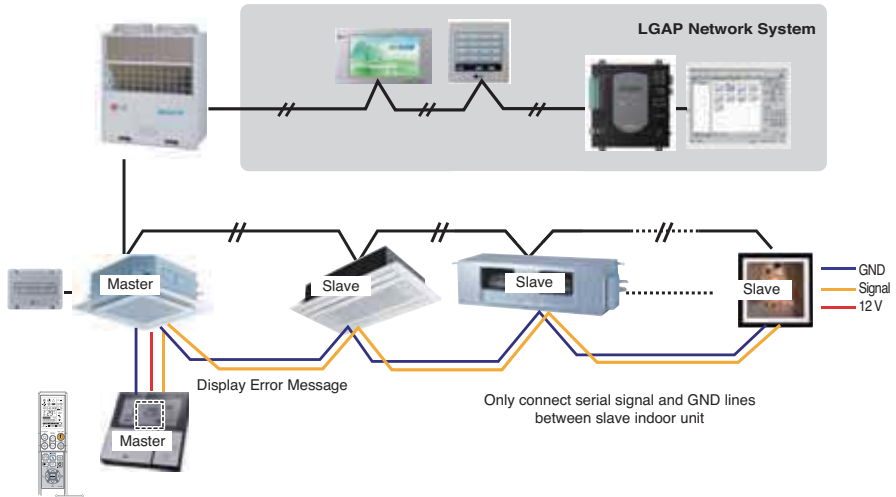 LGAP Network System
Master
Slave
Slave
Slave
GND
Signal
12 V
Display Error Message
Master
Only connect serial signal and GND lines
between slave indoor unit